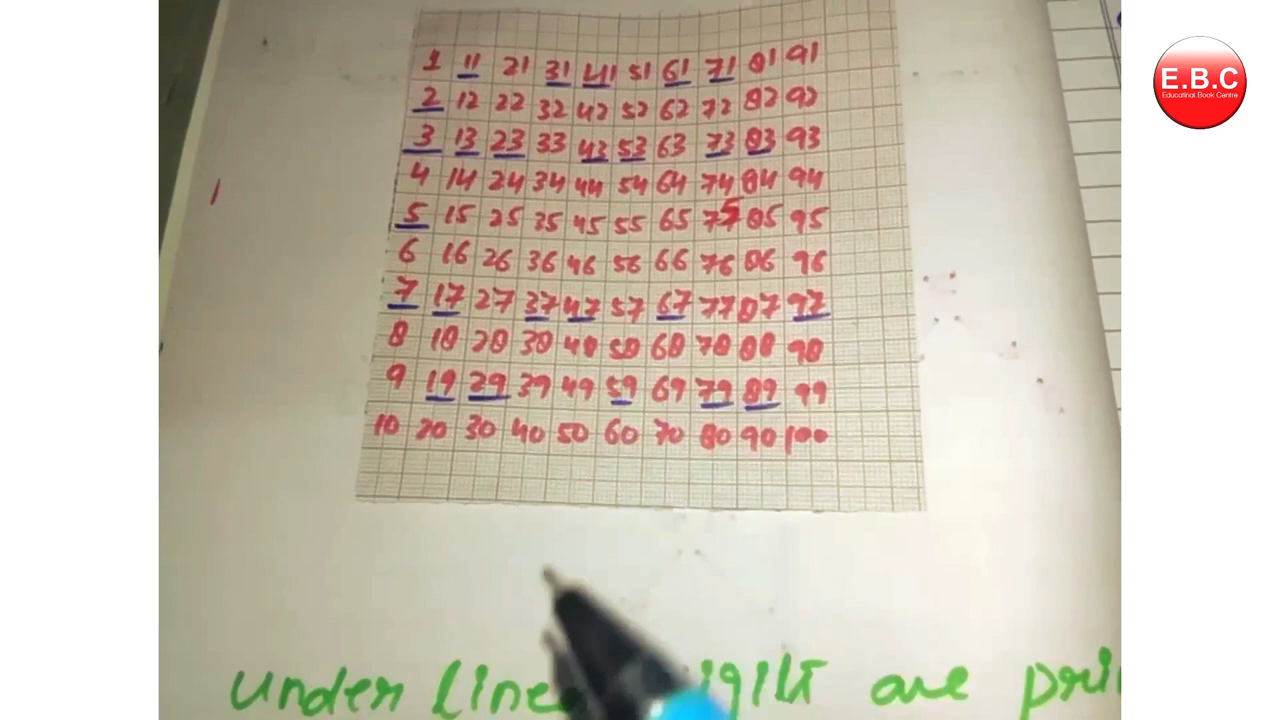 1 11 21 31 41 51 61 71 81 91
2 12 22 32 42 52 62 72 82 92
3 13 23 33 43 53 63 73 83 93
4 14 24 34 44 54 64 74 84 94
5 15 25 35 45 55 65 75 85 95
6 16 26 36 46 56 66 76 86 96
7 17 27 37 47 57 67 77 87 97
8 18 28 38 48 58 68 78 88 98
9 19 29 39 49 59 69 79 89 99
10 20 30 40 50 60 70 80 90 100
under line are pri
E.B.C
Educatinal Book Centre